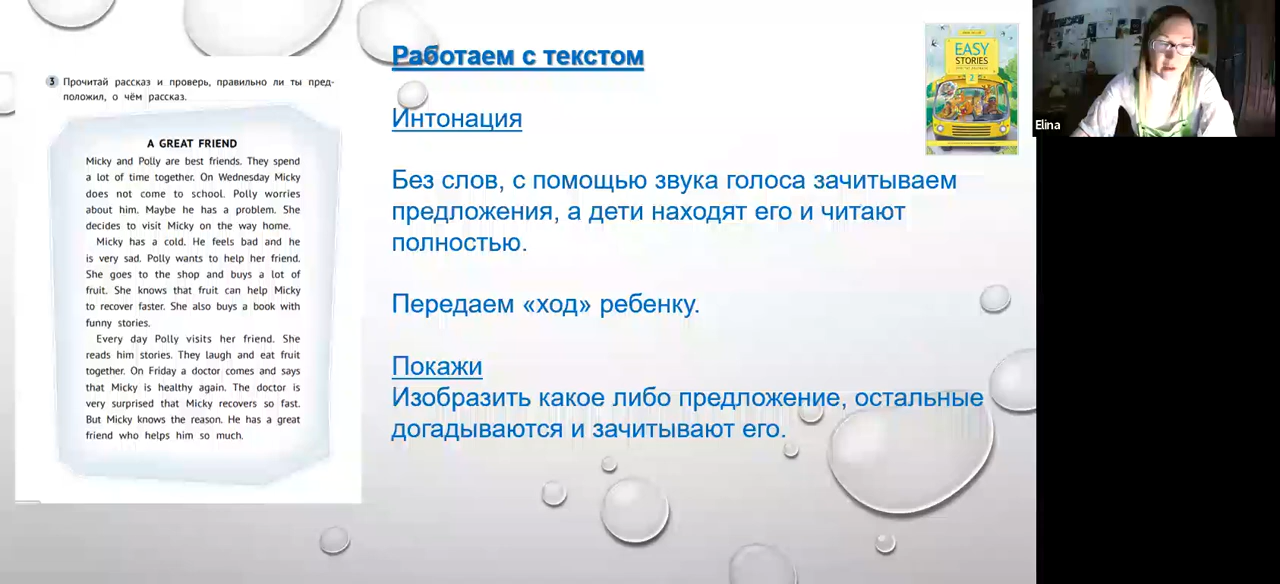 3 Прочитай рассказ и проверь, правильно ли ты пред-
положил, о чём рассказ.
A GREAT FRIEND
Micky and Polly are best friends. They spend
a lot of time together. On Wednesday Micky
does not come to school. Polly worries
about him. Maybe he has a problem. She
decides to visit Micky on the way home.
Micky has a cold. He feels bad and he
is very sad. Polly wants to help her friend.
She goes to the shop and buys a lot of
fruit. She knows that fruit can help Micky
to recover faster. She also buys a book with
funny stories.
Every day Polly visits her friend. She
reads him stories. They laugh and eat fruit
together. On Friday a doctor comes and says
that Micky is healthy again. The doctor is
very surprised that Micky recovers so fast.
But Micky knows the reason. He has a great
friend who helps him so much.
Работаем с текстом
Интонация
Без слов, с помощью звука голоса зачитываем
предложения, а дети находят его и читают
полностью.
Передаем «ход» ребенку.
Покажи
Изобразить какое либо предложение, остальные
догадываются и зачитывают его.
EASY
STORIES
2
Elina